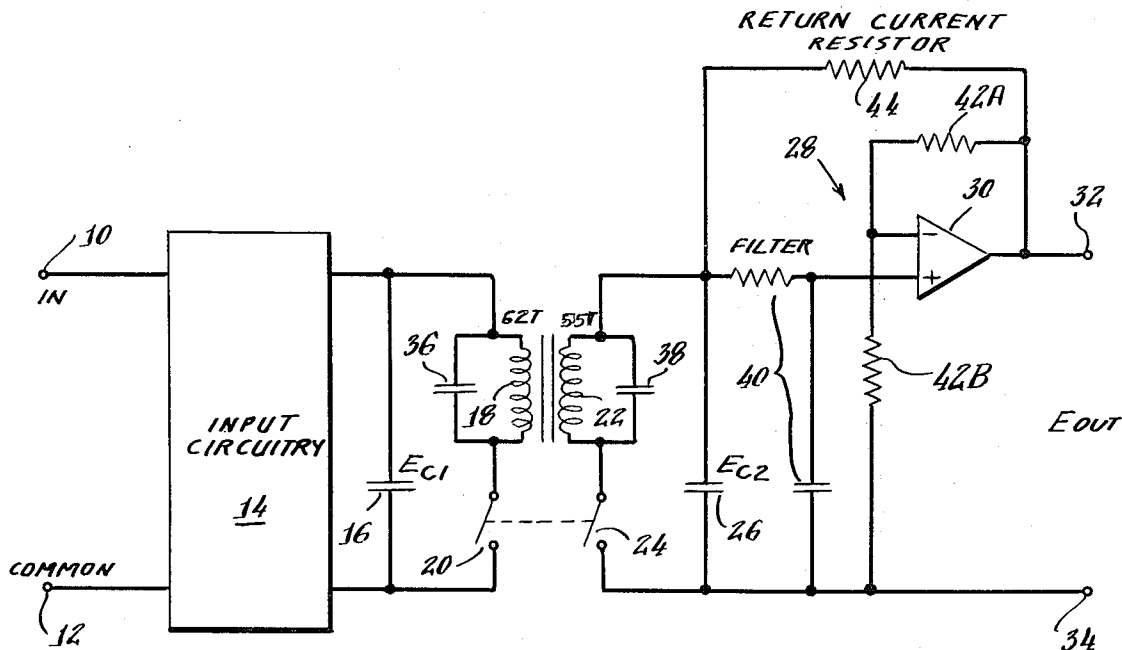 RETURN CURRENT
RESISTOR
44
42A
28
30
32
10
IN
FILTER
62T
55T
36
18
22
38
40
42B
EOUT
INPUT
CIRCUITRY
14
EC1
16
20
24
EC2
26
COMMON
12
34